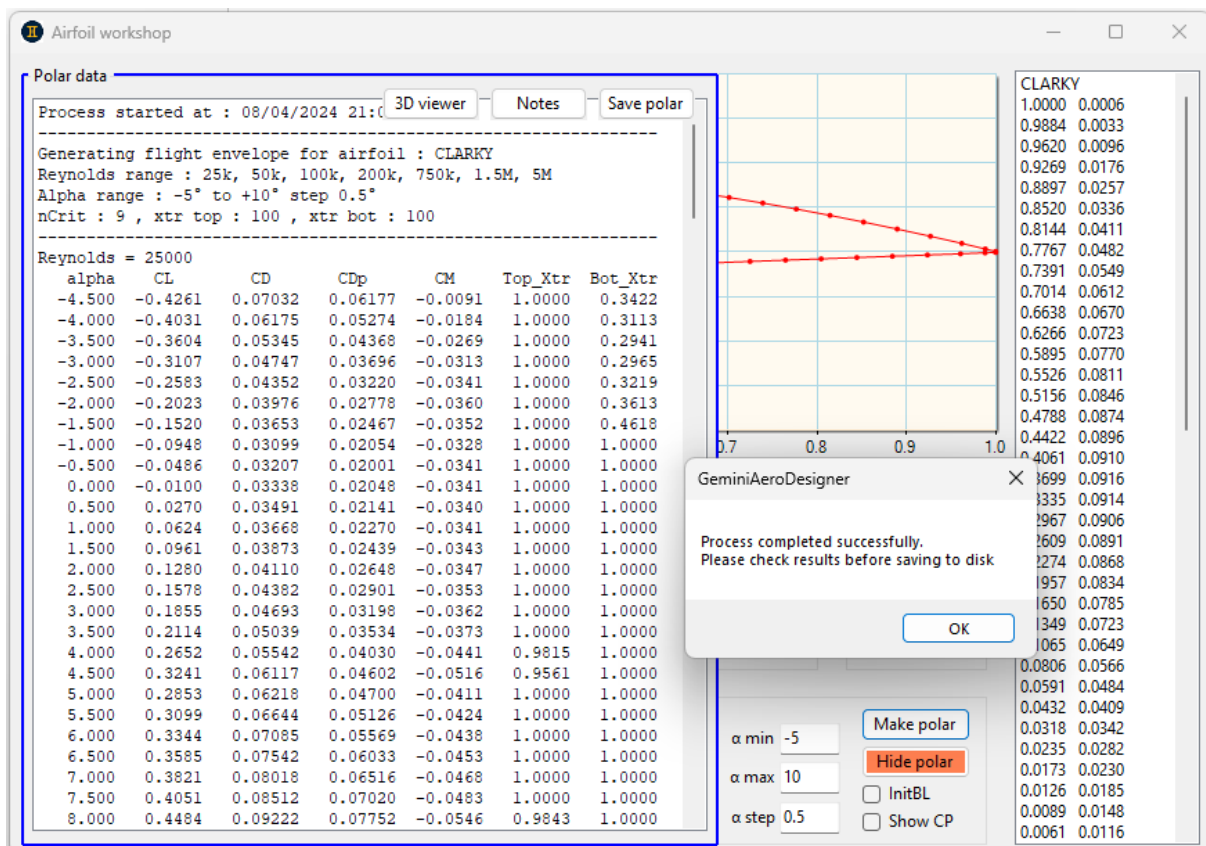 Airfoil workshop
Polar data
3D viewer
Notes
Save polar
Process started at : 08/04/2024 21:
Generating flight envelope for airfoil : CLARKY
Reynolds range : 25k, 50k, 100k, 200k, 750k, 1.5M, 5M
Alpha range : -5° to +10° step 0.5°
nCrit : 9 , xtr top : 100 , xtr bot : 100
Reynolds = 25000
alpha CL CD CDp CM Top_Xtr Bot_Xtr
-4.500 -0.4261 0.07032 0.06177 -0.0091 1.0000 0.3422
-4.000 -0.4031 0.06175 0.05274 -0.0184 1.0000 0.3113
-3.500 -0.3604 0.05345 0.04368 -0.0269 1.0000 0.2941
-3.000 -0.3107 0.04747 0.03696 -0.0313 1.0000 0.2965
-2.500 -0.2583 0.04352 0.03220 -0.0341 1.0000 0.3219
-2.000 -0.2023 0.03976 0.02778 -0.0360 1.0000 0.3613
-1.500 -0.1520 0.03653 0.02467 -0.0352 1.0000 0.4618
-1.000 -0.0948 0.03099 0.02054 -0.0328 1.0000 1.0000
-0.500 -0.0486 0.03207 0.02001 -0.0341 1.0000 1.0000
0.000 -0.0100 0.03338 0.02048 -0.0341 1.0000 1.0000
0.500 0.0270 0.03491 0.02141 -0.0340 1.0000 1.0000
1.000 0.0624 0.03668 0.02270 -0.0341 1.0000 1.0000
1.500 0.0961 0.03873 0.02439 -0.0343 1.0000 1.0000
2.000 0.1280 0.04110 0.02648 -0.0347 1.0000 1.0000
2.500 0.1578 0.04382 0.02901 -0.0353 1.0000 1.0000
3.000 0.1855 0.04693 0.03198 -0.0362 1.0000 1.0000
3.500 0.2114 0.05039 0.03534 -0.0373 1.0000 1.0000
4.000 0.2652 0.05542 0.04030 -0.0441 0.9815 1.0000
4.500 0.3241 0.06117 0.04602 -0.0516 0.9561 1.0000
5.000 0.2853 0.06218 0.04700 -0.0411 1.0000 1.0000
5.500 0.3099 0.06644 0.05126 -0.0424 1.0000 1.0000
6.000 0.3344 0.07085 0.05569 -0.0438 1.0000 1.0000
6.500 0.3585 0.07542 0.06033 -0.0453 1.0000 1.0000
7.000 0.3821 0.08018 0.06516 -0.0468 1.0000 1.0000
7.500 0.4051 0.08512 0.07020 -0.0483 1.0000 1.0000
8.000 0.4484 0.09222 0.07752 -0.0546 0.9843 1.0000
0.7 0.8 0.9 1.0
GeminiAeroDesigner
Process completed successfully.
Please check results before saving to disk
OK
α min -5
α max 10
α step 0.5
Make polar
Hide polar
InitBL
Show CP
CLARKY
1.0000 0.0006
0.9884 0.0033
0.9620 0.0096
0.9269 0.0176
0.8897 0.0257
0.8520 0.0336
0.8144 0.0411
0.7767 0.0482
0.7391 0.0549
0.7014 0.0612
0.6638 0.0670
0.6266 0.0723
0.5895 0.0770
0.5526 0.0811
0.5156 0.0846
0.4788 0.0874
0.4422 0.0896
0.4061 0.0910
3699 0.0916
3335 0.0914
2967 0.0906
2609 0.0891
2274 0.0868
1957 0.0834
1650 0.0785
1349 0.0723
1065 0.0649
0.0806 0.0566
0.0591 0.0484
0.0432 0.0409
0.0318 0.0342
0.0235 0.0282
0.0173 0.0230
0.0126 0.0185
0.0089 0.0148
0.0061 0.0116